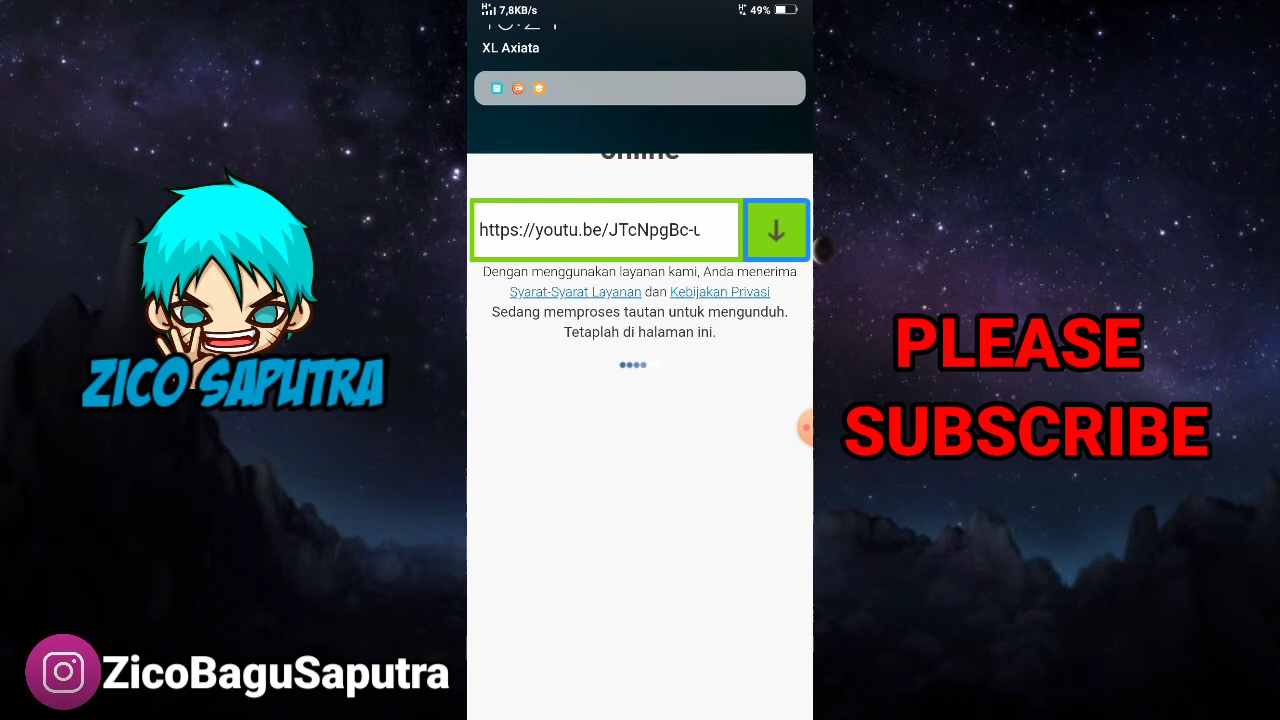 7,8KB/s
49%
XL Axiata
online
https://youtu.be/JTcNpgBc-u
Dengan menggunakan layanan kami, Anda menerima
Syarat-Syarat Layanan dan Kebijakan Privasi
Sedang memproses tautan untuk mengunduh.
Tetaplah di halaman ini.
ZICO SAPUTRA
ZicoBaguSaputra
PLEASE
SUBSCRIBE